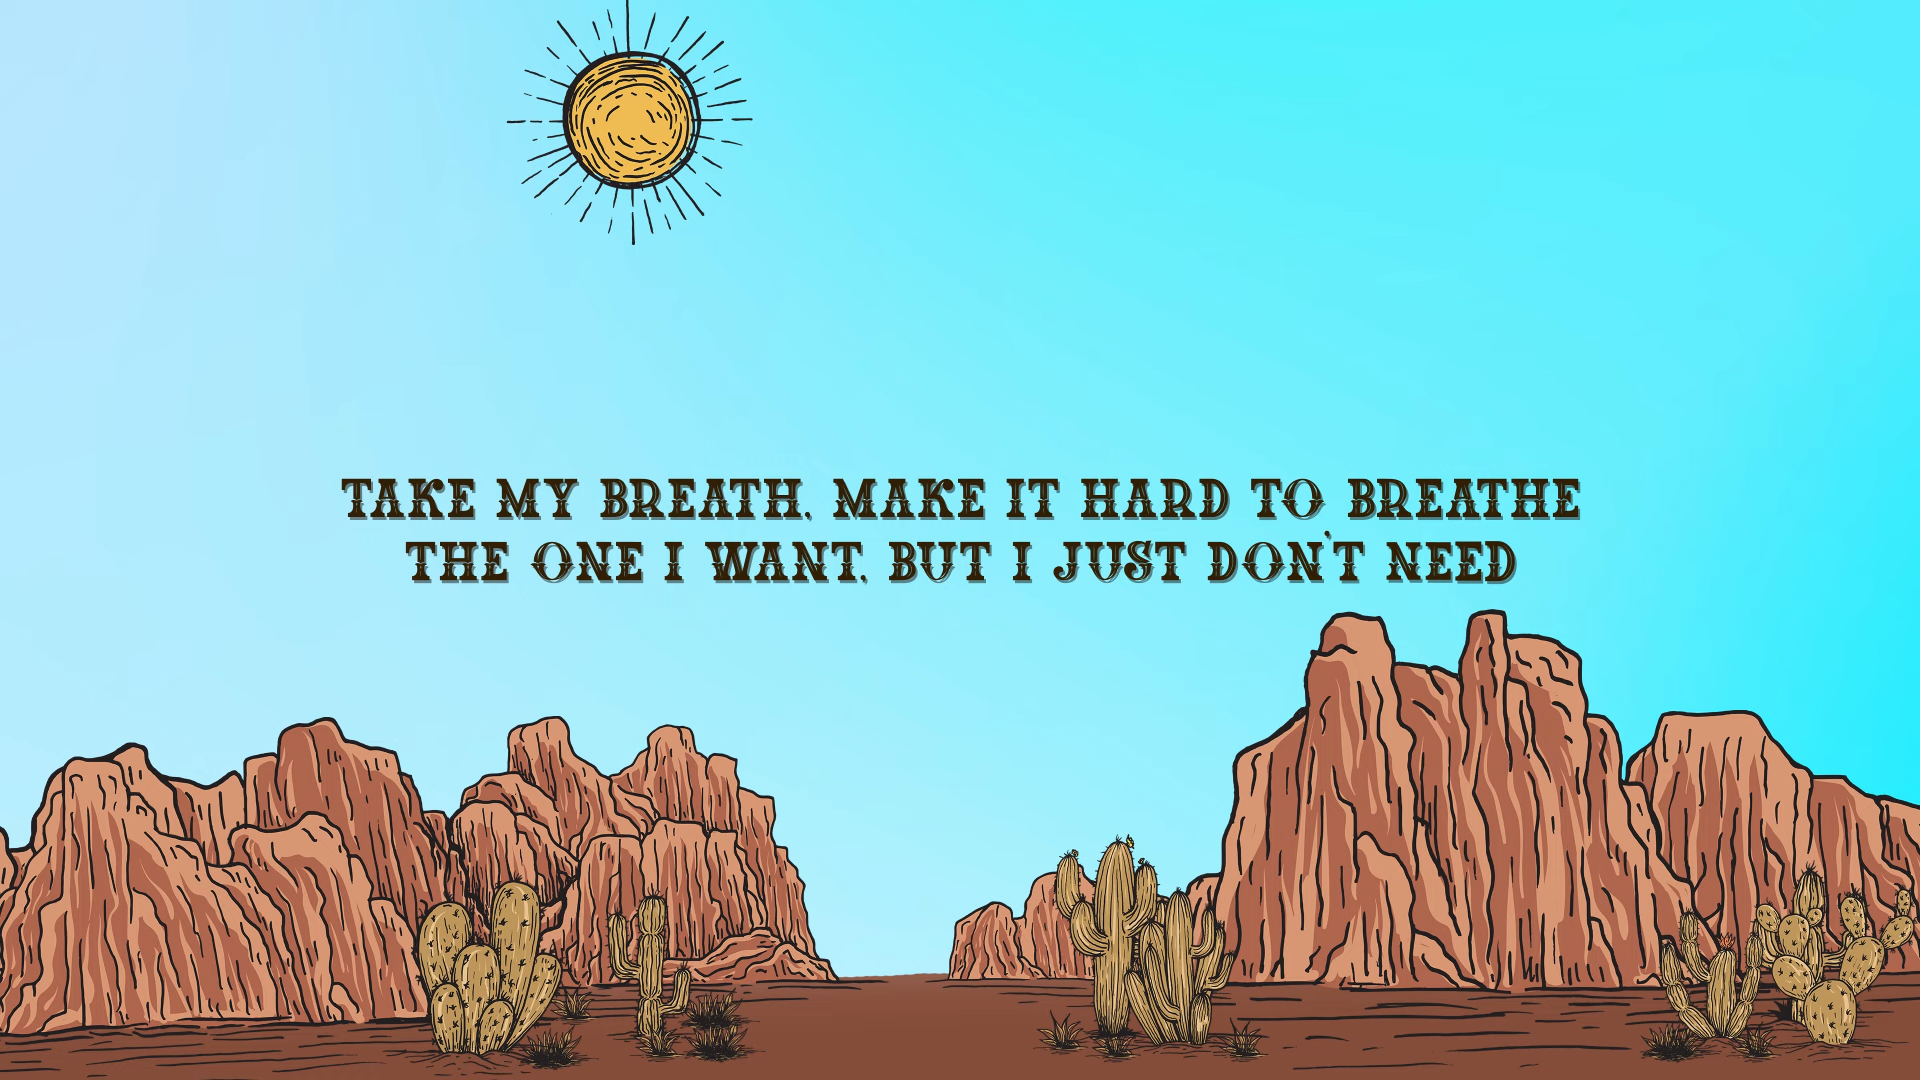 TAKE MY BREATH, MAKE IT HARD TO BREATHE
THE ONE I WANT, BUT I JUST DON'T NEED